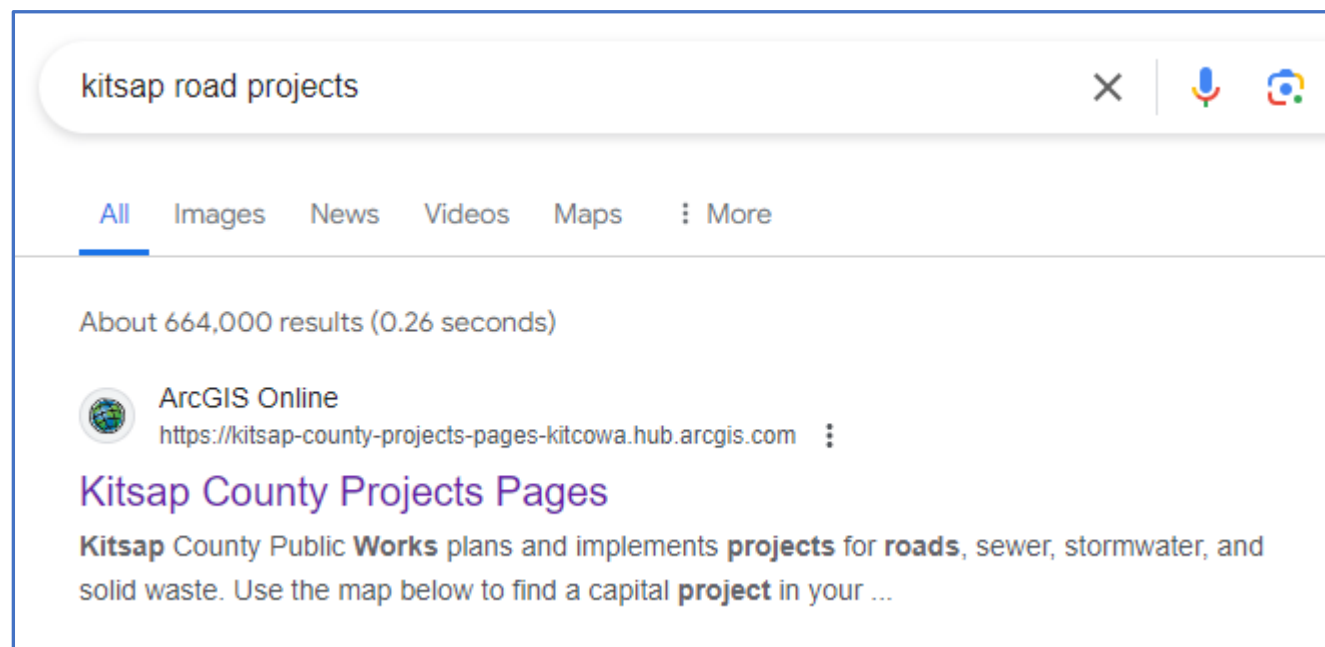 kitsap road projects
All Images News Videos Maps More
About 664,000 results (0.26 seconds)
ArcGIS Online
https://kitsap-county-projects-pages-kitcowa.hub.arcgis.com
Kitsap County Projects Pages
Kitsap County Public Works plans and implements projects for roads, sewer, stormwater, and
solid waste. Use the map below to find a capital project in your ...